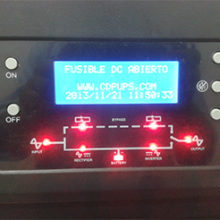 FUSIBLE DC ABIERTO
WWW.CDPUPS.COM
2013/11/21 11:50:33
ON
OFF
BYPASS
INPUT
OUTPUT
RECTIFIER
BATTERY
INVERTER